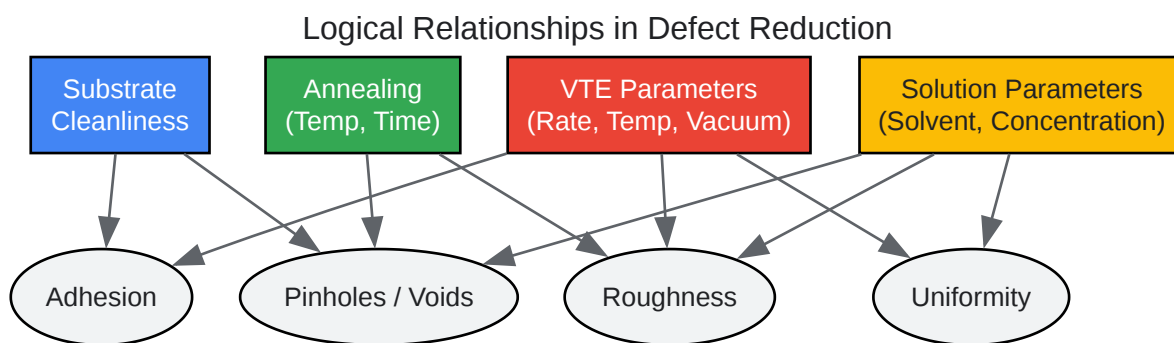 Logical Relationships in Defect Reduction
Substrate
Cleanliness
Annealing
(Temp, Time)
VTE Parameters
(Rate, Temp, Vacuum)
Solution Parameters
(Solvent, Concentration)
Adhesion
Pinholes / Voids
Roughness
Uniformity